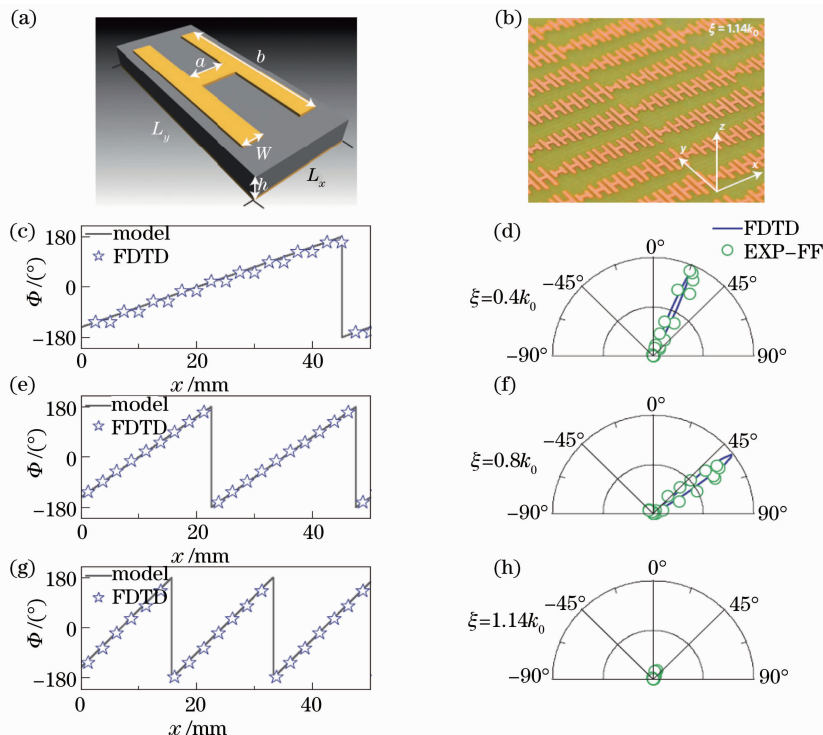 (a)
a
b
W
h
L_y
L_x
(b)
ξ=1.14k₀
z
y
x
(c)
model
FDTD
Φ/(°)
180
0
−180
0
20
40
x/mm
(d)
FDTD
EXP-FF
ξ=0.4k₀
0°
−45°
45°
−90°
90°
(e)
model
FDTD
Φ/(°)
180
0
−180
0
20
40
x/mm
(f)
ξ=0.8k₀
0°
−45°
45°
−90°
90°
(g)
model
FDTD
Φ/(°)
180
0
−180
0
20
40
x/mm
(h)
ξ=1.14k₀
0°
−45°
45°
−90°
90°